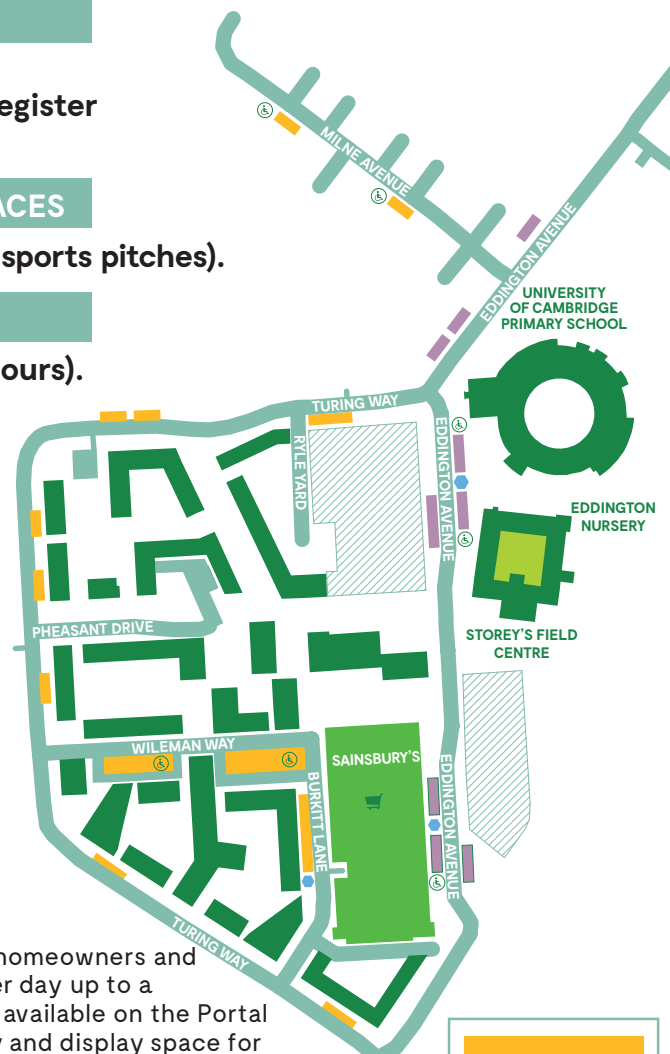 egister
ACES
sports pitches).
ours).
MILNE AVENUE
EDDINGTON AVENUE
UNIVERSITY
OF CAMBRIDGE
PRIMARY SCHOOL
TURING WAY
RYLE YARD
EDDINGTON AVENUE
EDDINGTON
NURSERY
STOREY'S FIELD
CENTRE
PHEASANT DRIVE
WILEMAN WAY
SAINSBURY'S
BURKITT LANE
EDDINGTON AVENUE
TURING WAY
homeowners and
er day up to a
available on the Portal
y and display space for